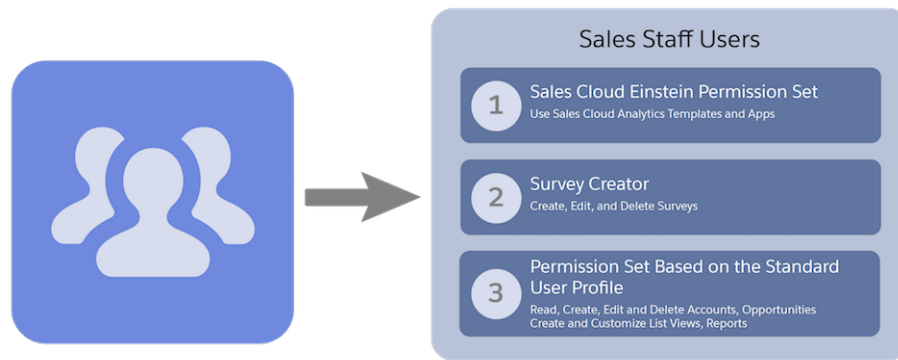 Sales Staff Users
1
Sales Cloud Einstein Permission Set
Use Sales Cloud Analytics Templates and Apps
2
Survey Creator
Create, Edit, and Delete Surveys
3
Permission Set Based on the Standard
User Profile
Read, Create, Edit and Delete Accounts, Opportunities
Create and Customize List Views, Reports